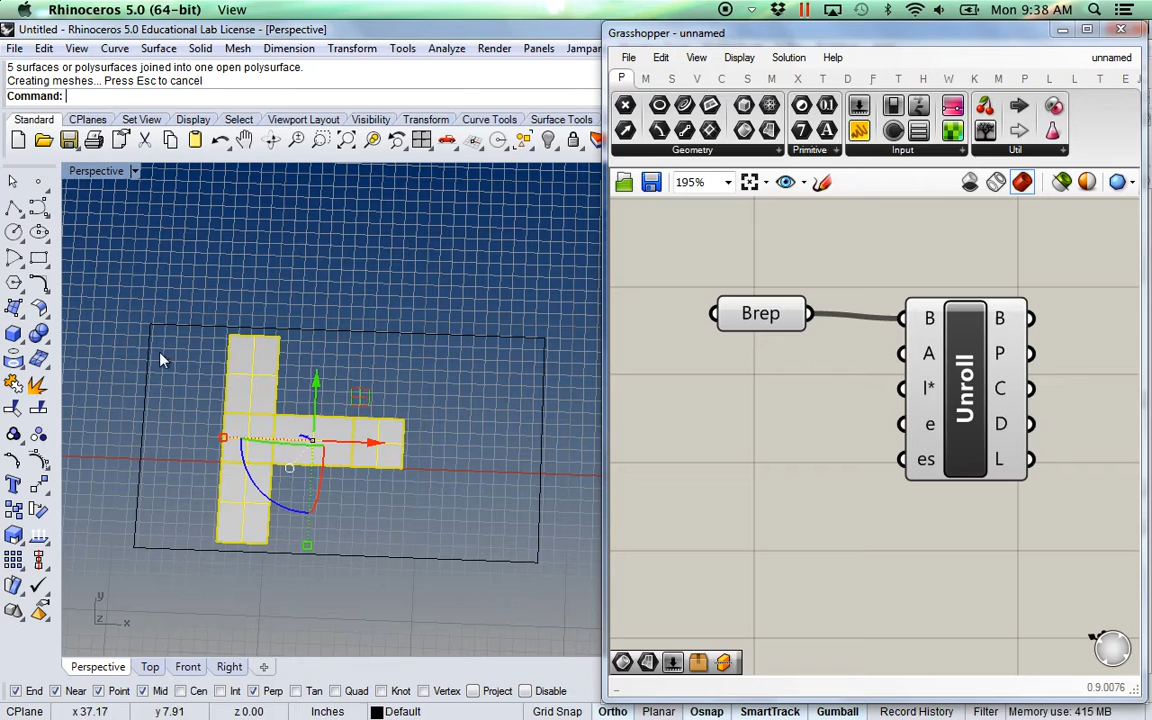 Rhinoceros 5.0 (64-bit) View Mon 9:38 AM
Untitled - Rhinoceros 5.0 Educational Lab License - [Perspective]
File Edit View Curve Surface Solid Mesh Dimension Transform Tools Analyze Render Panels Jampar
5 surfaces or polysurfaces joined into one open polysurface.
Creating meshes... Press Esc to cancel
Command:
Standard CPlanes Set View Display Select Viewport Layout Visibility Transform Curve Tools Surface Tools
Perspective
y
z x
Perspective Top Front Right
End Near Point Mid Cen Int Perp Tan Quad Knot Vertex Project Disable
CPlane x 37.17 y 7.91 z 0.00 Inches Default Grid Snap Ortho Planar Osnap SmartTrack Gumball Record History Filter Memory use: 415 MB
Grasshopper - unnamed
File Edit View Display Solution Help unnamed
P M S V C S M X T D F T H W K M P L L E J
Geometry Primitive Input Util
195%
Brep
B
A
I*
e
es
Unroll
B
P
C
D
L
0.9.0076